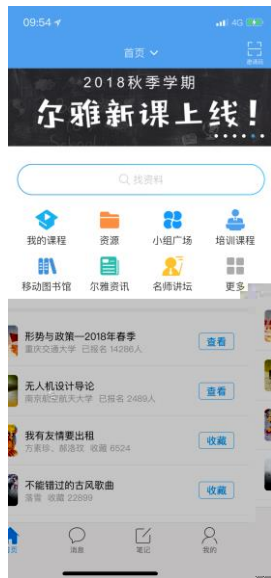 09:54
4G
首页
邀请码
2018秋季学期
尔雅新课上线!
找资料
我的课程 资源 小组广场 培训课程
移动图书馆 尔雅资讯 名师讲坛 更多
形势与政策—2018年春季
重庆交通大学 已报名 14286人
查看
无人机设计导论
南京航空航天大学 已报名 2489人
查看
我有友情要出租
方素珍、郝洛玟 收藏 6524
收藏
不能错过的古风歌曲
落雪 收藏 22899
收藏
首页 消息 笔记 我的